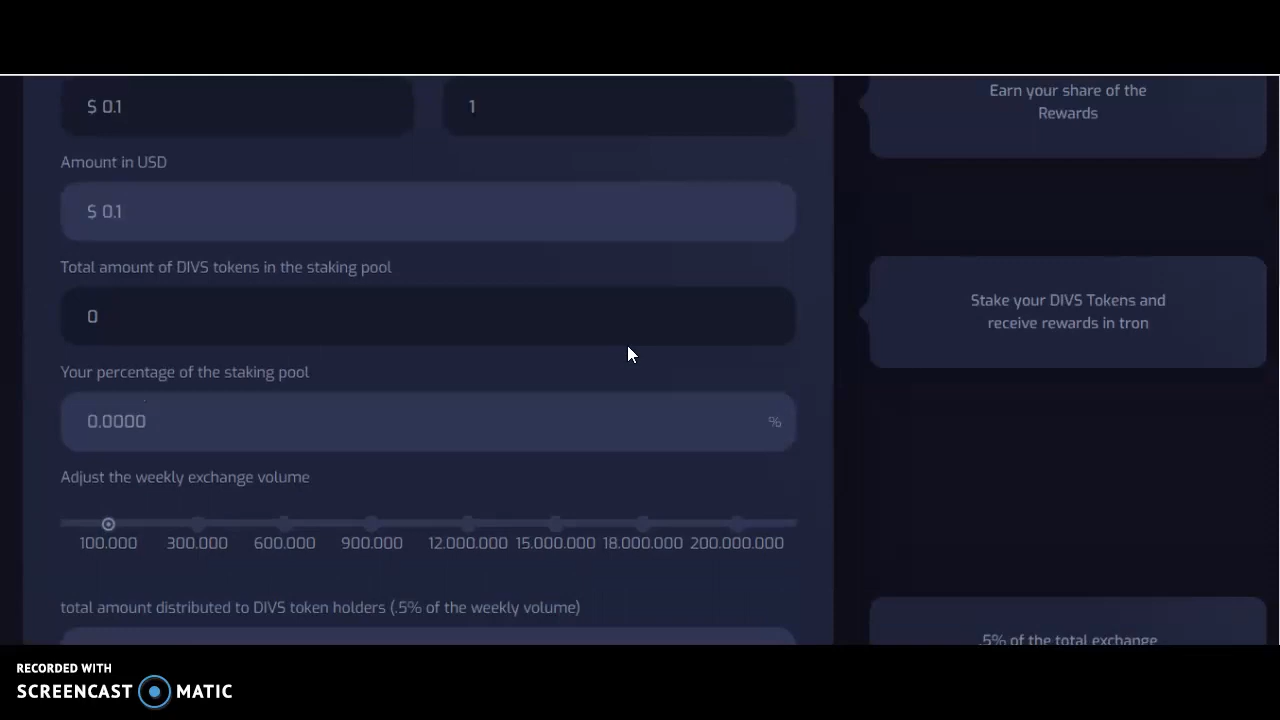 $ 0.1
1
Earn your share of the
Rewards
Amount in USD
$ 0.1
Total amount of DIVS tokens in the staking pool
0
Stake your DIVS Tokens and
receive rewards in tron
Your percentage of the staking pool
0.0000
%
Adjust the weekly exchange volume
100.000 300.000 600.000 900.000 12.000.000 15.000.000 18.000.000 200.000.000
total amount distributed to DIVS token holders (.5% of the weekly volume)
.5% of the total exchange
RECORDED WITH
SCREENCAST MATIC